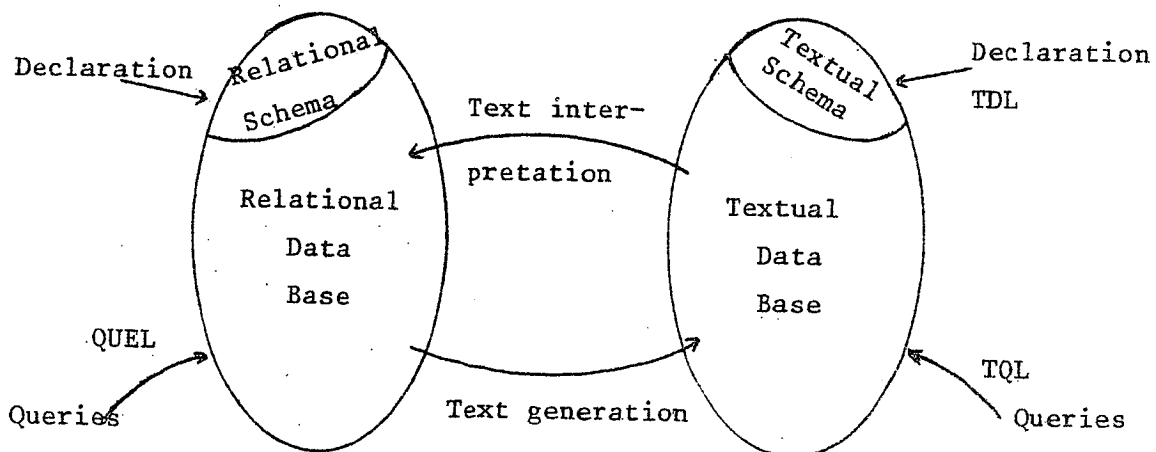 Declaration
Relational
Schema
Text inter-
pretation
Textual
Schema
Declaration
TDL
Relational
Data
Base
Textual
Data
Base
QUEL
Queries
Text generation
TQL
Queries